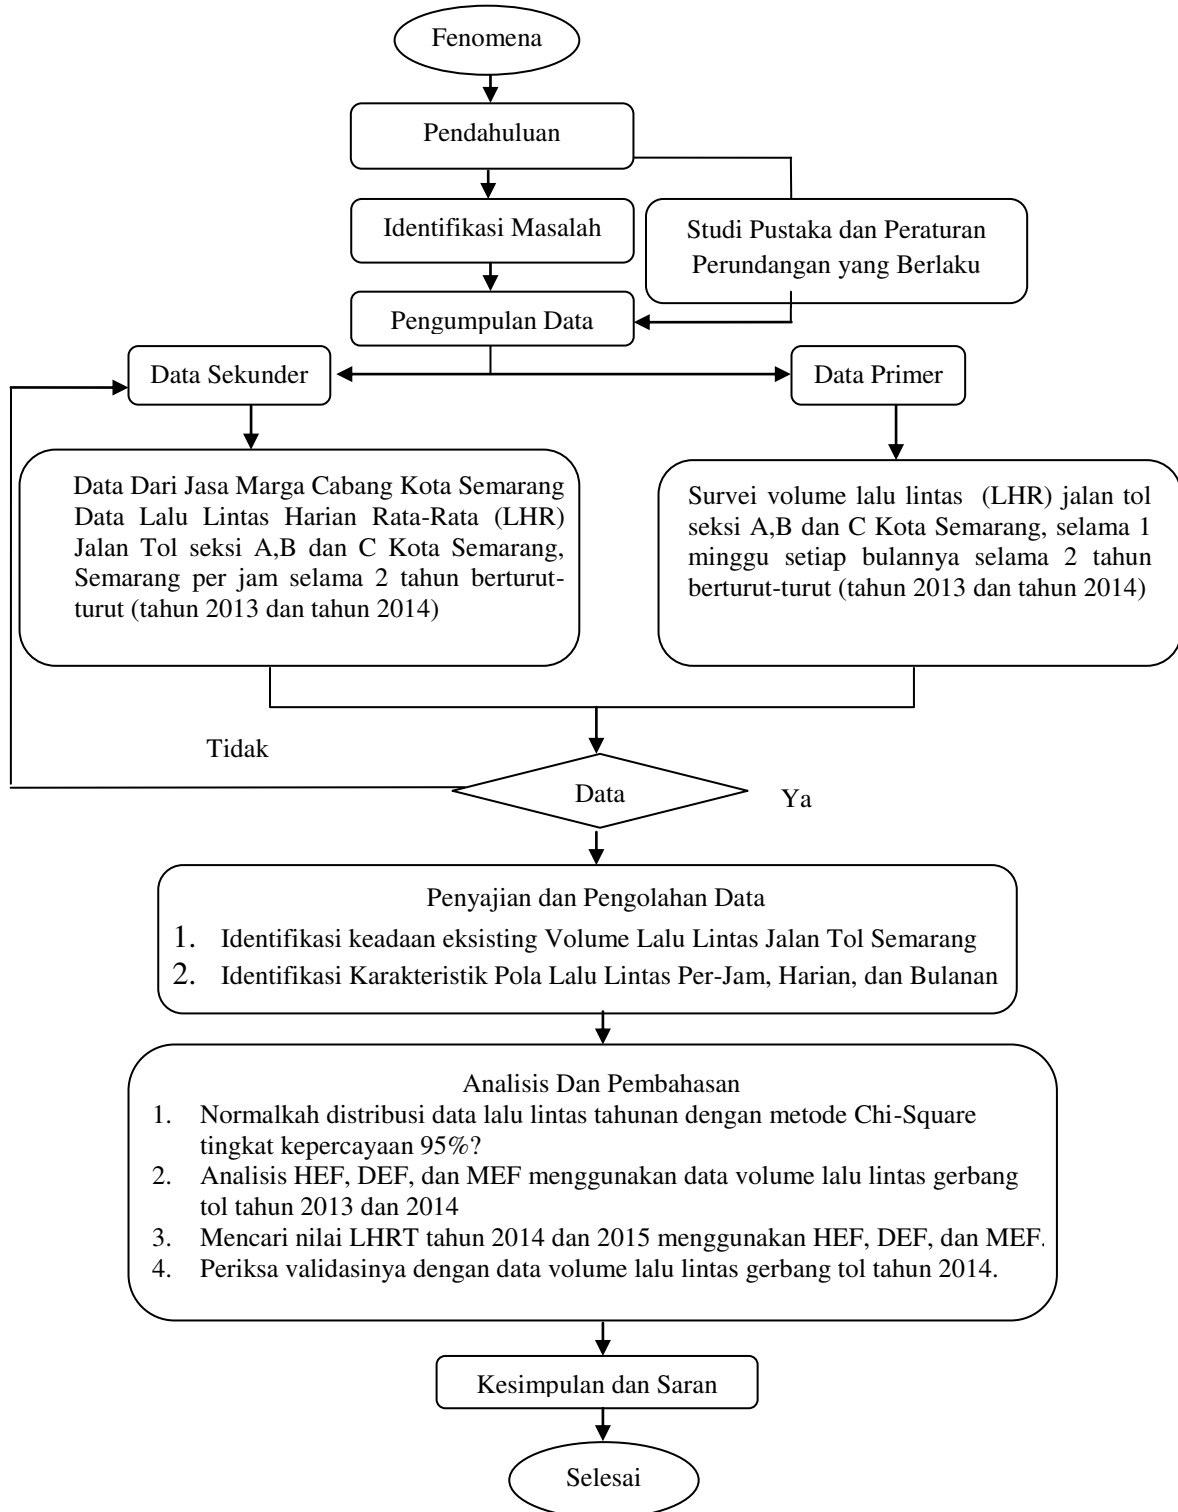 Fenomena
Pendahuluan
Identifikasi Masalah
Studi Pustaka dan Peraturan
Perundangan yang Berlaku
Pengumpulan Data
Data Sekunder
Data Primer
Data Dari Jasa Marga Cabang Kota Semarang
Data Lalu Lintas Harian Rata-Rata (LHR)
Jalan Tol seksi A,B dan C Kota Semarang,
Semarang per jam selama 2 tahun berturut-
turut (tahun 2013 dan tahun 2014)
Survei volume lalu lintas (LHR) jalan tol
seksi A,B dan C Kota Semarang, selama 1
minggu setiap bulannya selama 2 tahun
berturut-turut (tahun 2013 dan tahun 2014)
Tidak
Data
Ya
Penyajian dan Pengolahan Data
1. Identifikasi keadaan eksisting Volume Lalu Lintas Jalan Tol Semarang
2. Identifikasi Karakteristik Pola Lalu Lintas Per-Jam, Harian, dan Bulanan
Analisis Dan Pembahasan
1. Normalkah distribusi data lalu lintas tahunan dengan metode Chi-Square
tingkat kepercayaan 95%?
2. Analisis HEF, DEF, dan MEF menggunakan data volume lalu lintas gerbang
tol tahun 2013 dan 2014
3. Mencari nilai LHRT tahun 2014 dan 2015 menggunakan HEF, DEF, dan MEF.
4. Periksa validasinya dengan data volume lalu lintas gerbang tol tahun 2014.
Kesimpulan dan Saran
Selesai